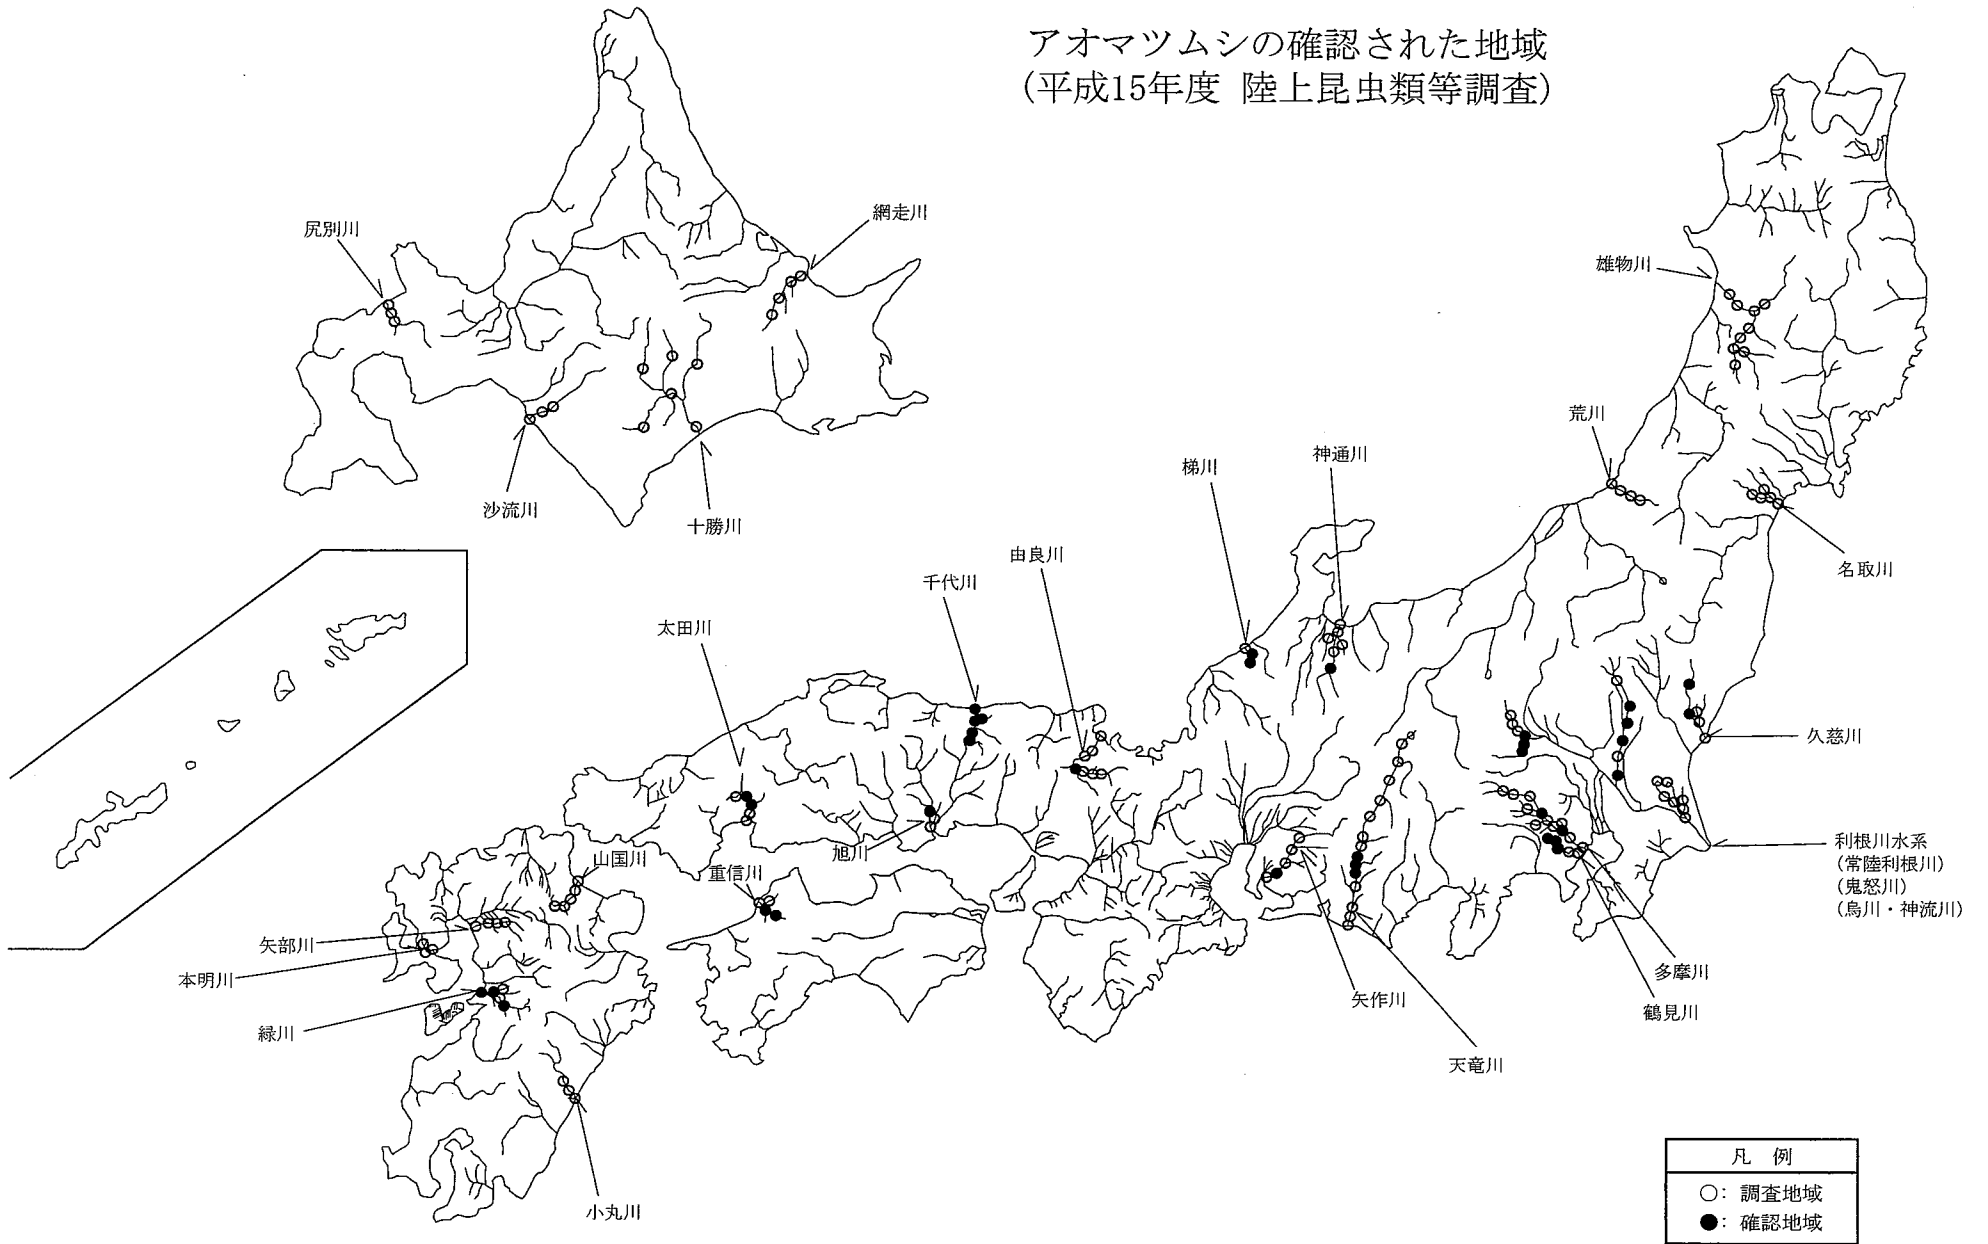 アオマツムシの確認された地域
(平成15年度 陸上昆虫類等調査)
尻別川
網走川
沙流川
十勝川
雄物川
荒川
名取川
梯川
神通川
由良川
千代川
太田川
旭川
重信川
山国川
矢部川
本明川
緑川
小丸川
久慈川
利根川水系
(常陸利根川)
(鬼怒川)
(烏川・神流川)
多摩川
鶴見川
矢作川
天竜川
凡 例
○: 調査地域
●: 確認地域